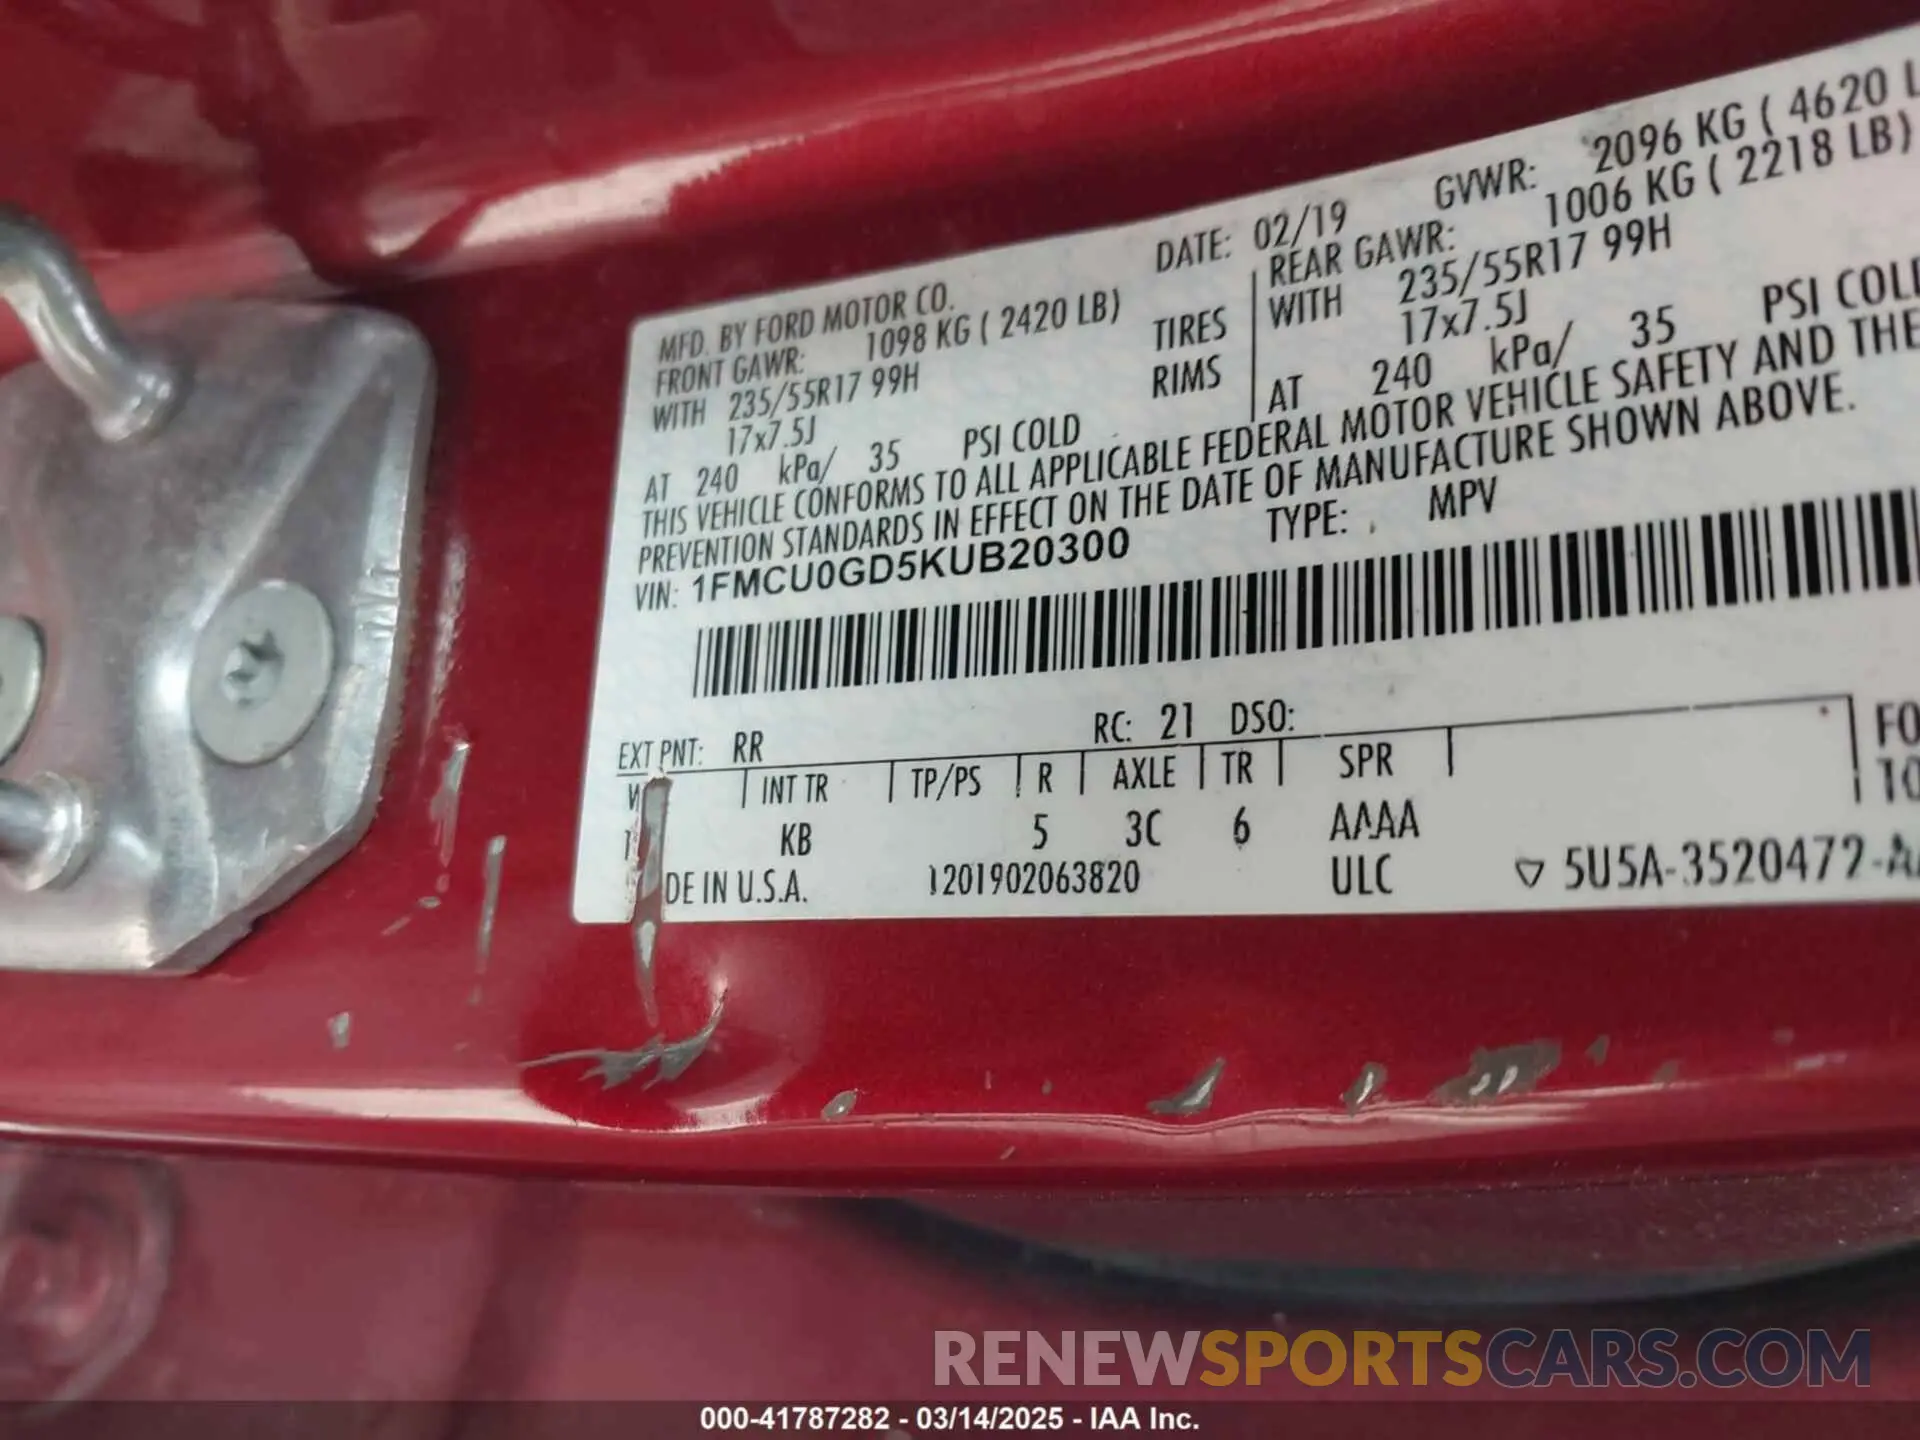 MFD. BY FORD MOTOR CO.
DATE: 02/19 GVWR: 2096 KG ( 4620 L
FRONT GAWR: 1098 KG ( 2420 LB)
REAR GAWR: 1006 KG ( 2218 LB)
WITH 235/55R17 99H TIRES WITH 235/55R17 99H
17x7.5J RIMS 17x7.5J
AT 240 kPa/ 35 PSI COLD AT 240 kPa/ 35 PSI COL
THIS VEHICLE CONFORMS TO ALL APPLICABLE FEDERAL MOTOR VEHICLE SAFETY AND THE
PREVENTION STANDARDS IN EFFECT ON THE DATE OF MANUFACTURE SHOWN ABOVE.
VIN: 1FMCU0GD5KUB20300 TYPE: MPV
EXT PNT: RR RC: 21 DSO: FO
INT TR TP/PS R AXLE TR SPR 10
KB 5 3C 6 AAAA
DE IN U.S.A. 1201902063820 ULC ▽ 5U5A-3520472-A
RENEWSPORTSCARS.COM
000-41787282 - 03/14/2025 - IAA Inc.